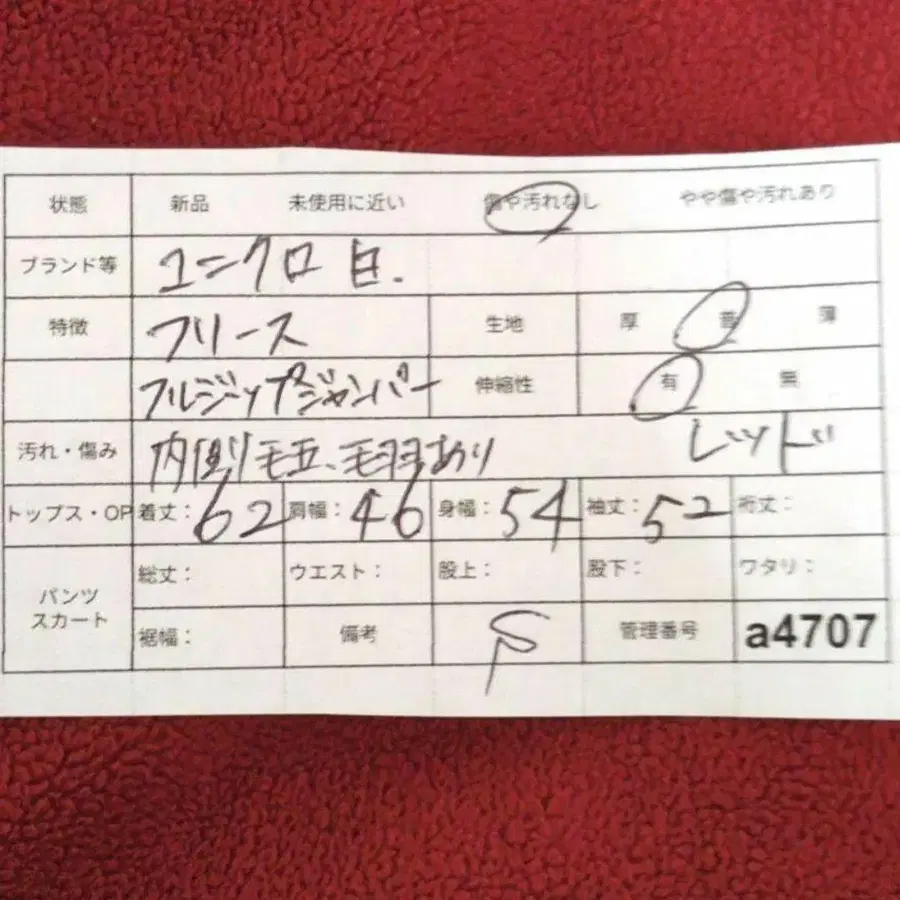 状態 新品 未使用に近い 傷や汚れなし やや傷や汚れあり
ブランド等 ユニクロ 白.
特徴 フリース 生地 厚 普 薄
フルジップジャンパー 伸縮性 有 無
汚れ・傷み 内側り毛玉、毛羽あり レッド
トップス・OP 着丈：62 肩幅：46 身幅：54 袖丈：52 裄丈：
パンツ スカート 総丈： ウエスト： 股上： 股下： ワタリ：
裾幅： 備考 管理番号 a4707